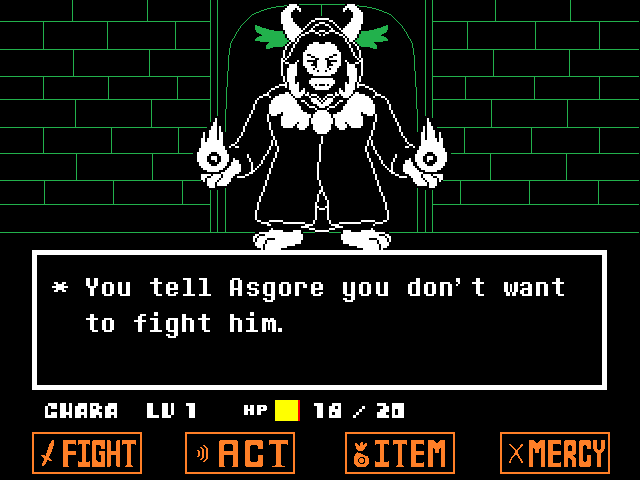 * You tell Asgore you don't want
to fight him.
CHARA LV 1 HP 18 / 20
FIGHT ACT ITEM MERCY